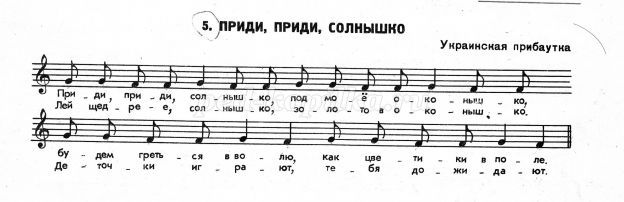 5. ПРИДИ, ПРИДИ, СОЛНЫШКО
Украинская прибаутка
При - ди, при - ди, сол - ныш - ко, под мо - ё о - ко - ныш - ко,
Лей щед - ре - е, сол - ныш - ко, зо - ло - то в о - ко - ныш - ко.
бу - дем греть - ся в во - лю, как цве - ти - ки в по - ле.
Де - точ - ки иг - ра - ют, те - бя до - жи - да - ют.